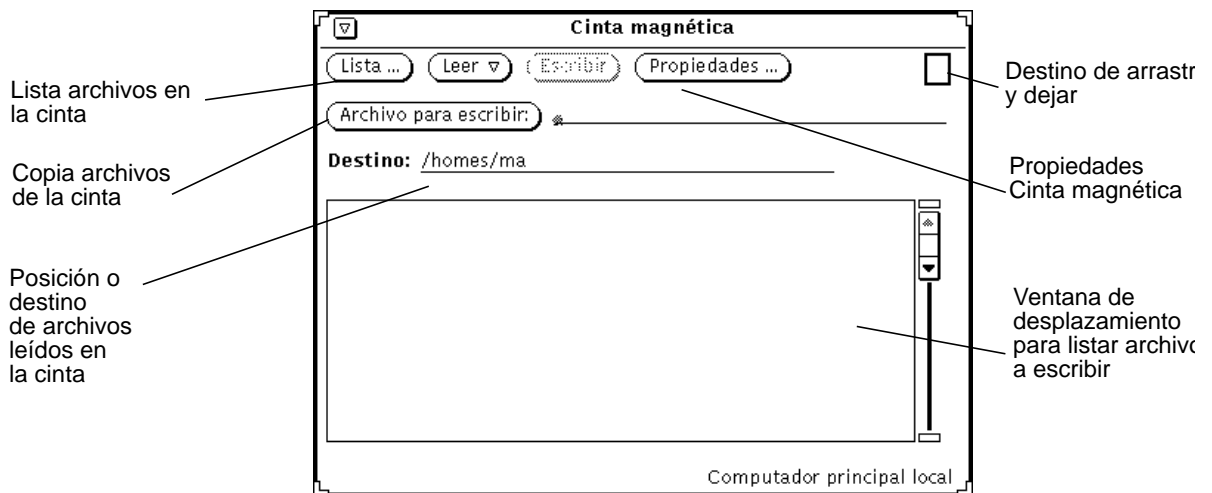 Cinta magnética
Lista ...
Leer
Escribir
Propiedades ...
Archivo para escribir:
Destino: /homes/ma
Computador principal local
Lista archivos en
la cinta
Copia archivos
de la cinta
Posición o
destino
de archivos
leídos en
la cinta
Destino de arrastr
y dejar
Propiedades
Cinta magnética
Ventana de
desplazamiento
para listar archivo
a escribir